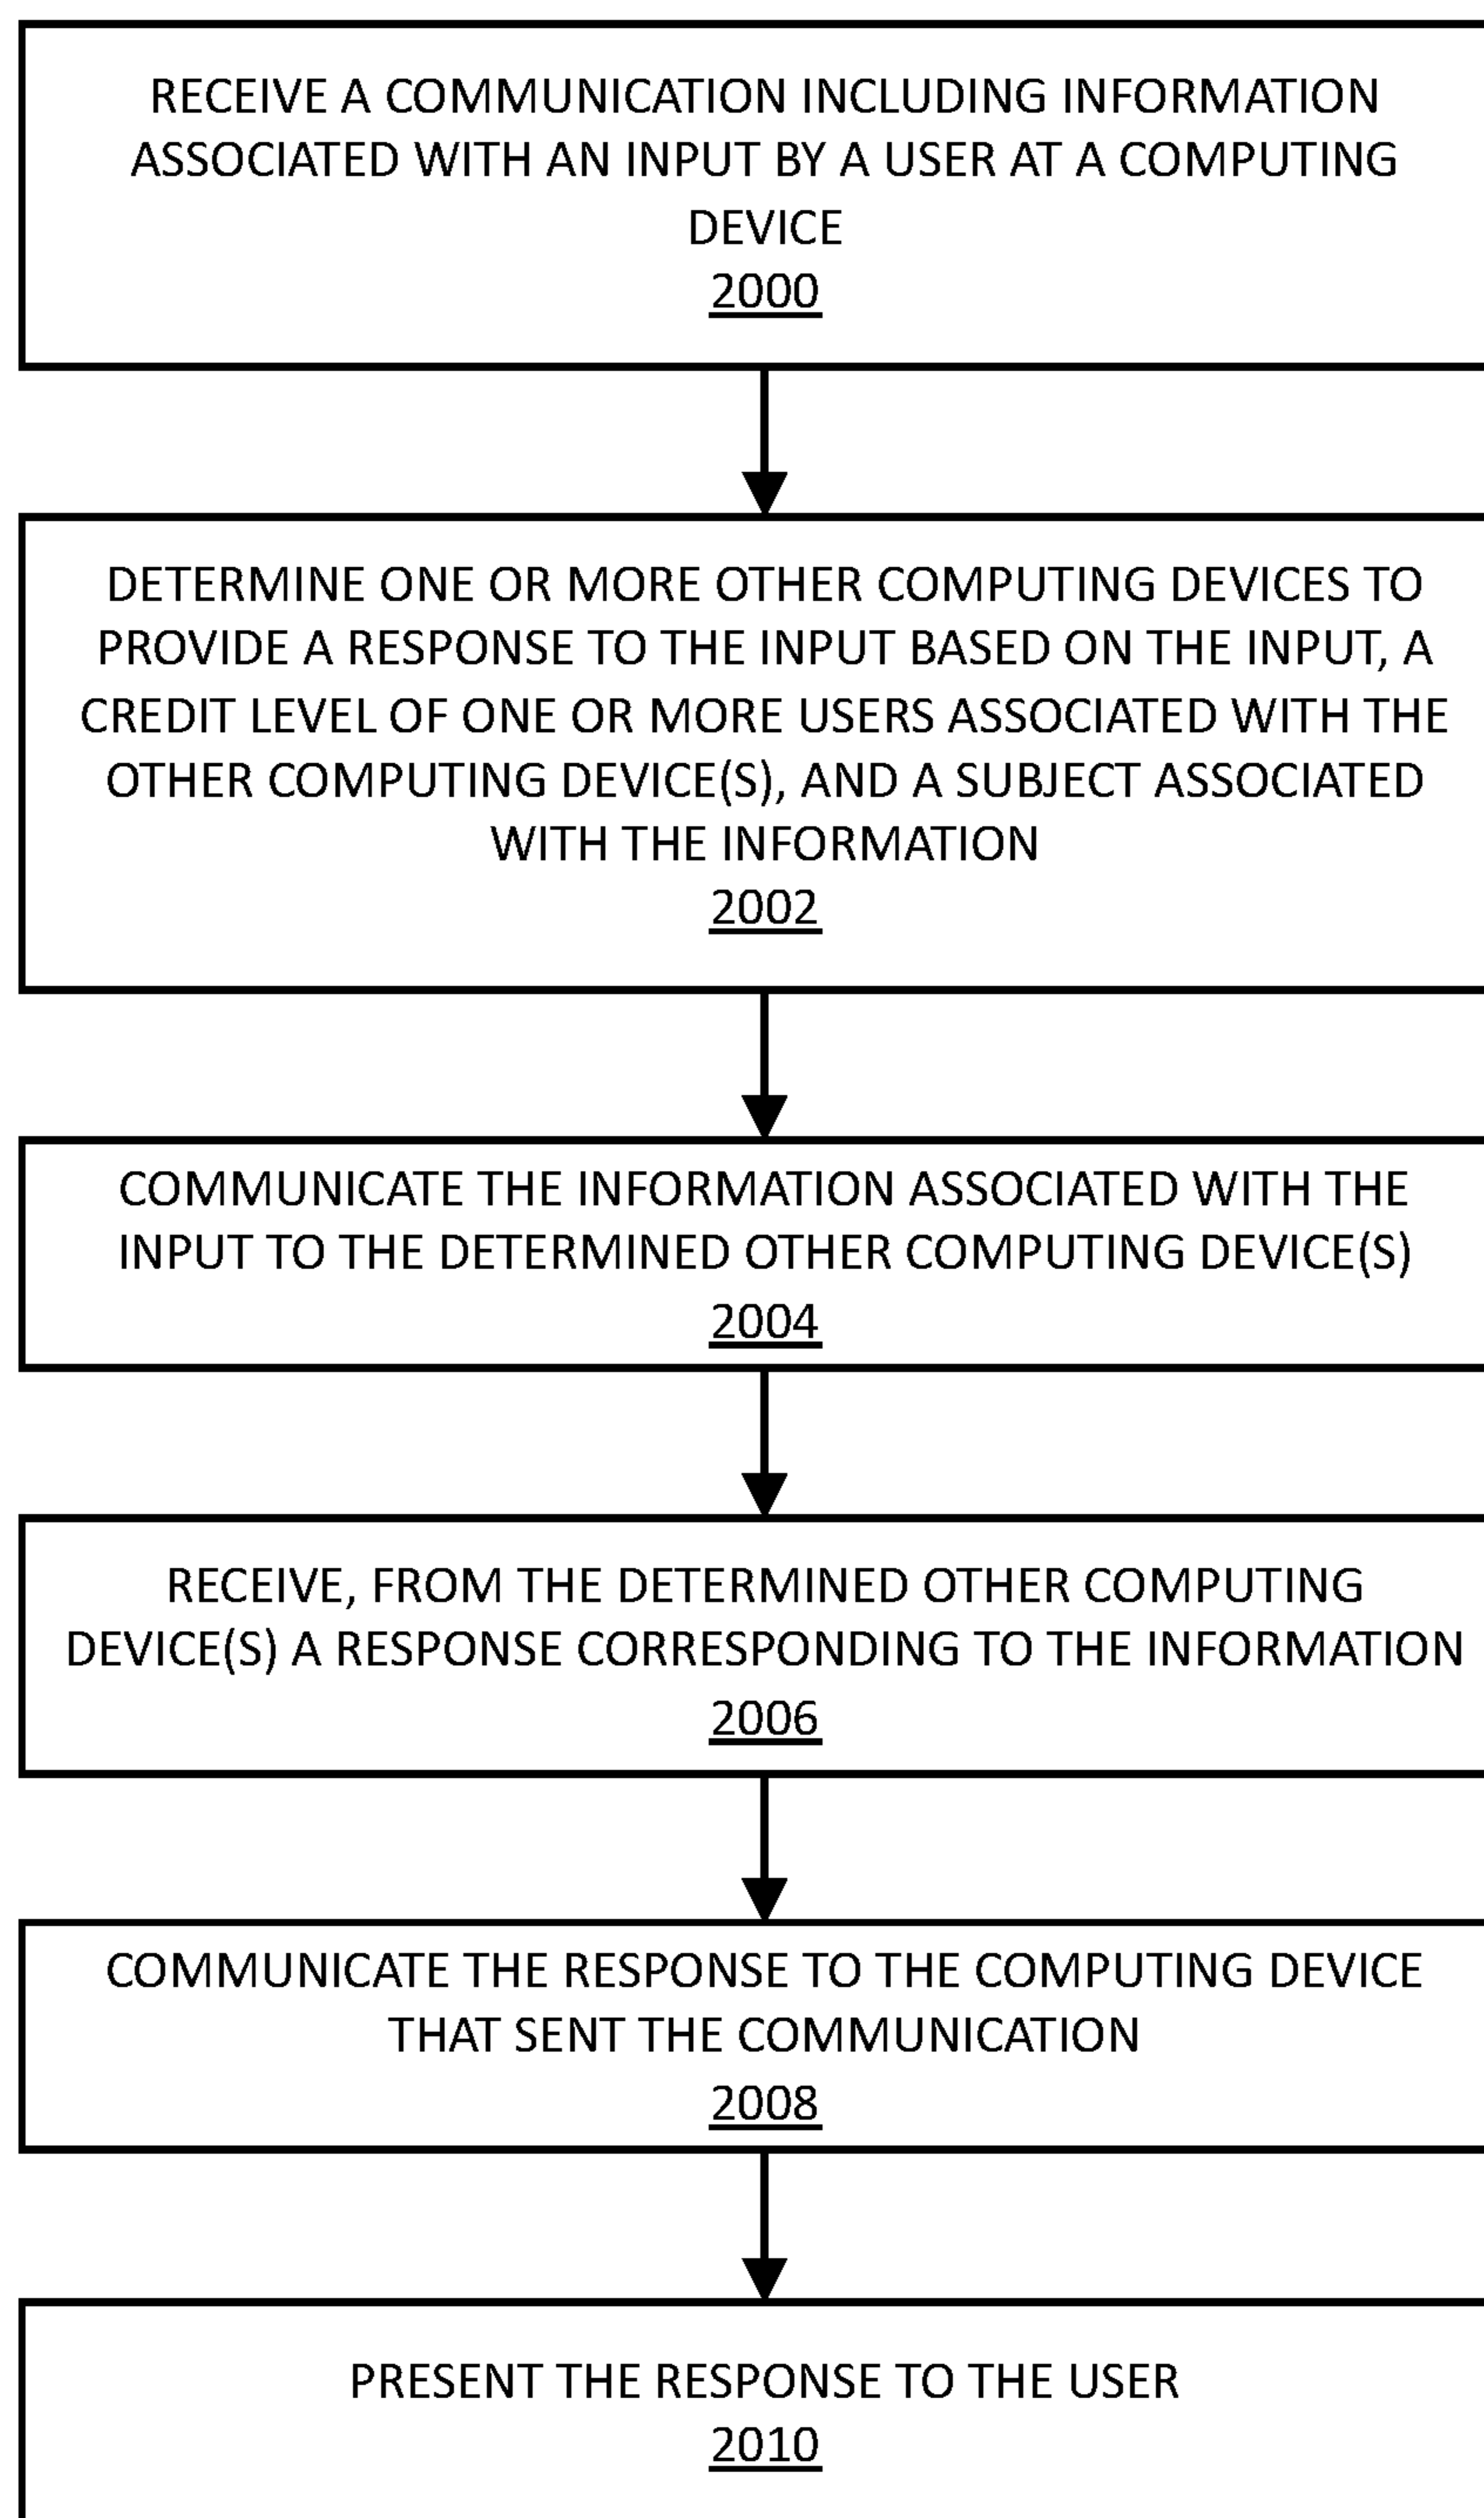 RECEIVE A COMMUNICATION INCLUDING INFORMATION
ASSOCIATED WITH AN INPUT BY A USER AT A COMPUTING
DEVICE
2000
DETERMINE ONE OR MORE OTHER COMPUTING DEVICES TO
PROVIDE A RESPONSE TO THE INPUT BASED ON THE INPUT, A
CREDIT LEVEL OF ONE OR MORE USERS ASSOCIATED WITH THE
OTHER COMPUTING DEVICE(S), AND A SUBJECT ASSOCIATED
WITH THE INFORMATION
2002
COMMUNICATE THE INFORMATION ASSOCIATED WITH THE
INPUT TO THE DETERMINED OTHER COMPUTING DEVICE(S)
2004
RECEIVE, FROM THE DETERMINED OTHER COMPUTING
DEVICE(S) A RESPONSE CORRESPONDING TO THE INFORMATION
2006
COMMUNICATE THE RESPONSE TO THE COMPUTING DEVICE
THAT SENT THE COMMUNICATION
2008
PRESENT THE RESPONSE TO THE USER
2010